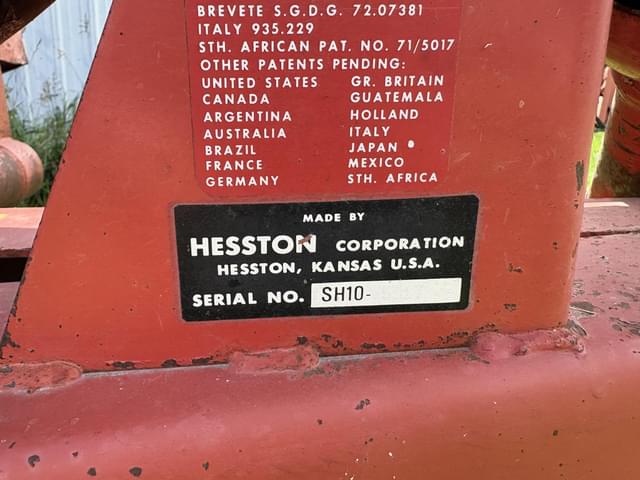 BREVETE S.G.D.G. 72.07381
ITALY 935.229
STH. AFRICAN PAT. NO. 71/5017
OTHER PATENTS PENDING:
UNITED STATES GR. BRITAIN
CANADA GUATEMALA
ARGENTINA HOLLAND
AUSTRALIA ITALY
BRAZIL JAPAN
FRANCE MEXICO
GERMANY STH. AFRICA
MADE BY
HESSTON CORPORATION
HESSTON, KANSAS U.S.A.
SERIAL NO. SH10-